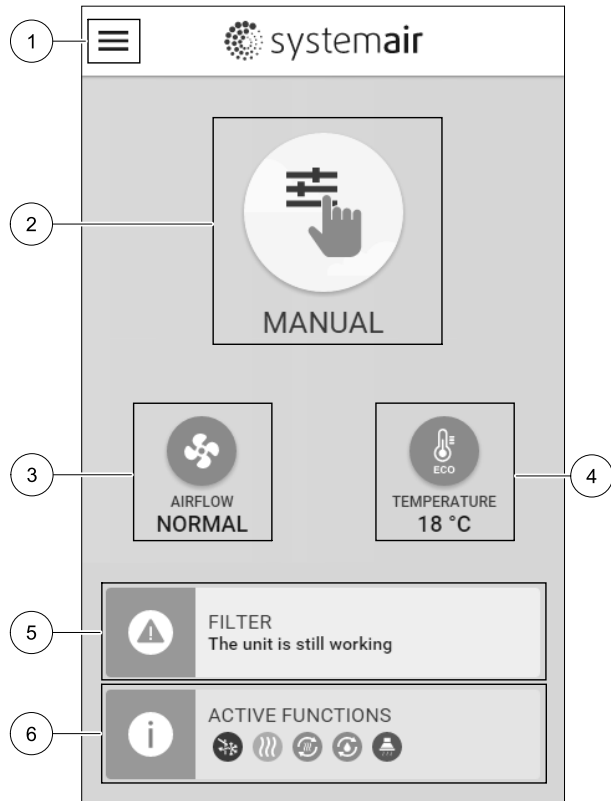 1
systemair
2
MANUAL
3
AIRFLOW
NORMAL
ECO
TEMPERATURE
18 °C
4
5
FILTER
The unit is still working
6
ACTIVE FUNCTIONS